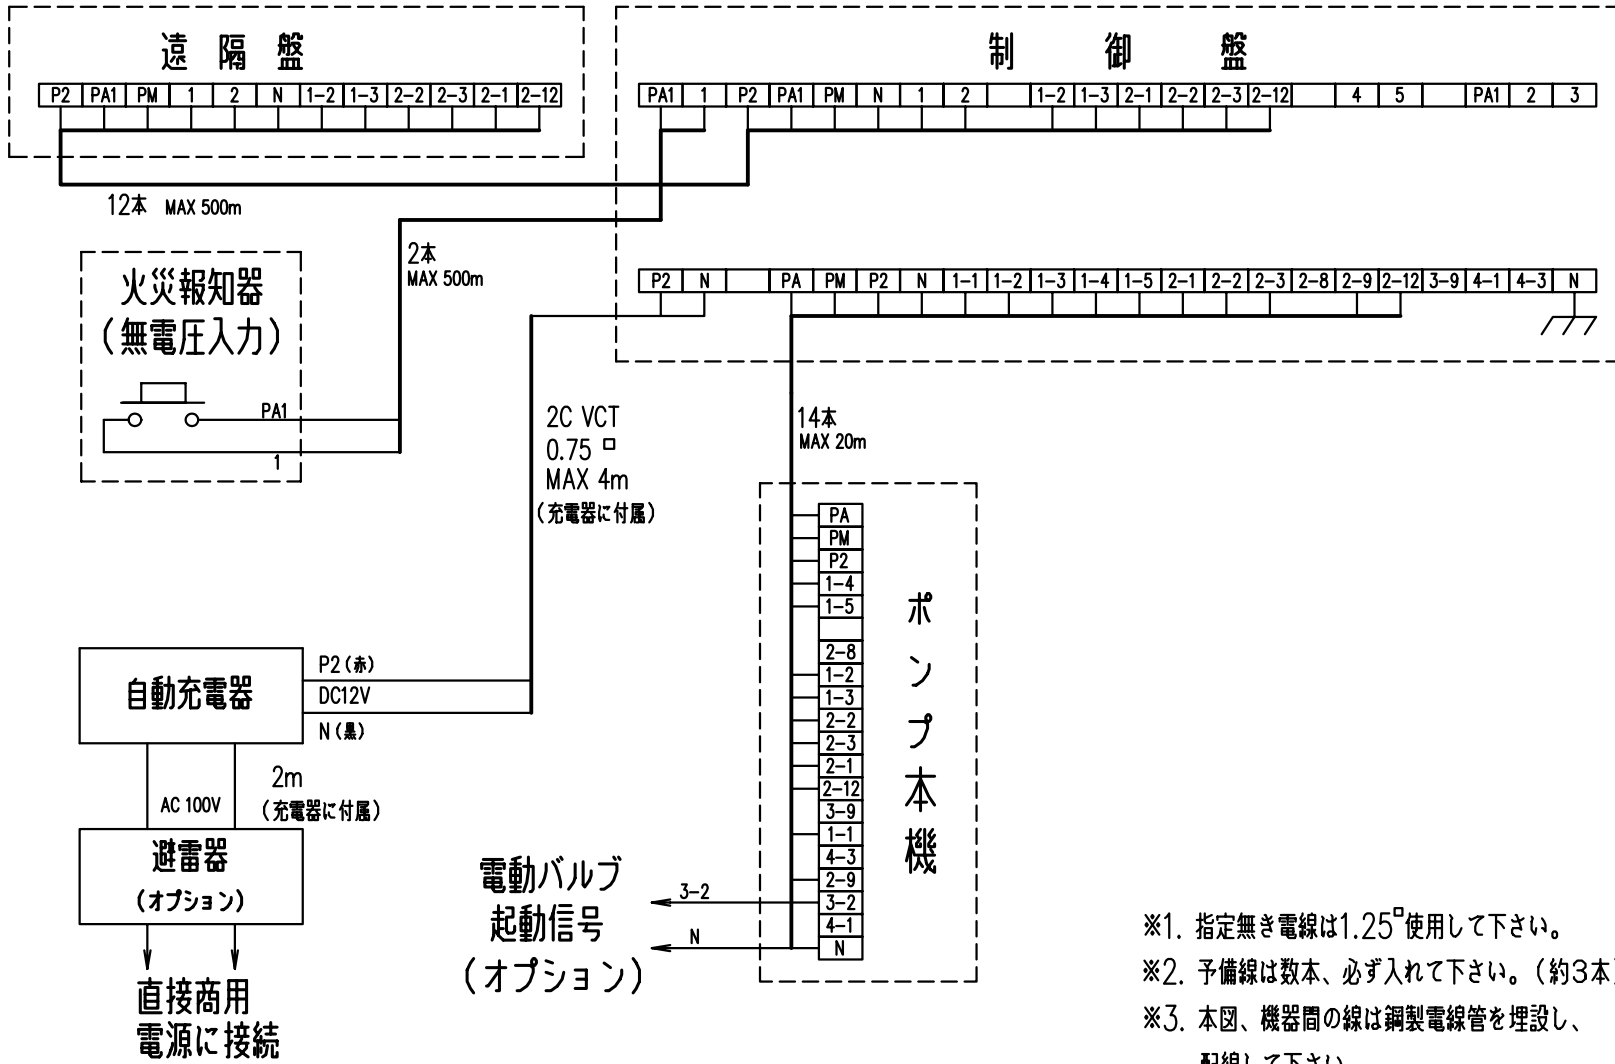 遠隔盤
P2 PA1 PM 1 2 N 1-2 1-3 2-2 2-3 2-1 2-12
12本 MAX 500m
制御盤
PA1 1 P2 PA1 PM N 1 2 1-2 1-3 2-1 2-2 2-3 2-12 4 5 PA1 2 3
2本
MAX 500m
P2 N PA PM P2 N 1-1 1-2 1-3 1-4 1-5 2-1 2-2 2-3 2-8 2-9 2-12 3-9 4-1 4-3 N
火災報知器
(無電圧入力)
PA1
1
2C VCT
0.75 □
MAX 4m
(充電器に付属)
14本
MAX 20m
PA
PM
P2
1-4
1-5
2-8
1-2
1-3
2-2
2-3
2-1
2-12
3-9
1-1
4-3
2-9
3-2
4-1
N
ポンプ本機
自動充電器
P2(赤)
DC12V
N(黒)
AC 100V
2m
(充電器に付属)
避雷器
(オプション)
直接商用
電源に接続
電動バルブ
起動信号
(オプション)
3-2
N
※1. 指定無き電線は1.25□使用して下さい。
※2. 予備線は数本、必ず入れて下さい。(約3本)
※3. 本図、機器間の線は鋼製電線管を埋設し、
配線して下さい